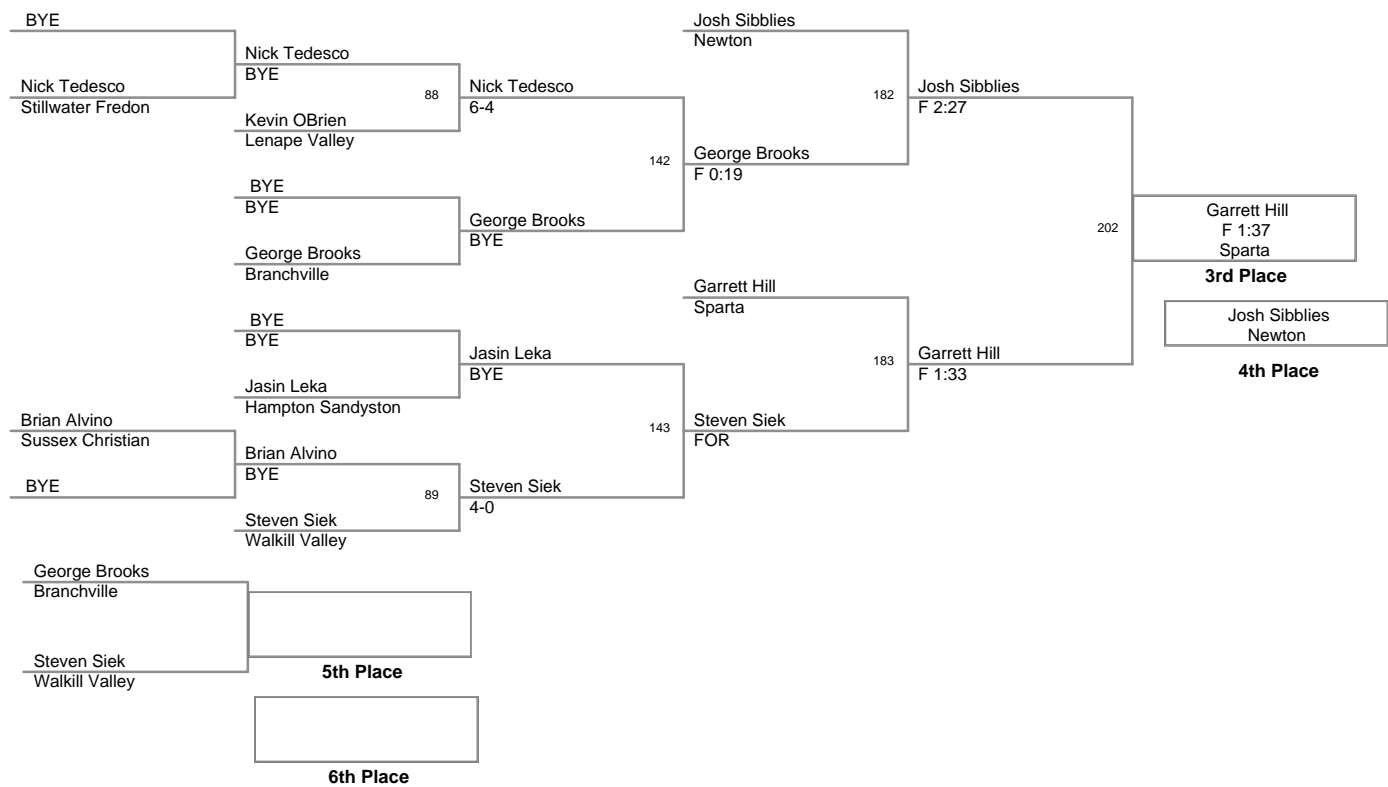 BYE
Nick Tedesco
Stillwater Fredon
Nick Tedesco
BYE
88
Kevin OBrien
Lenape Valley
Nick Tedesco
6-4
BYE
BYE
George Brooks
Branchville
George Brooks
BYE
142
Josh Sibblies
Newton
182
George Brooks
F 0:19
Josh Sibblies
F 2:27
BYE
BYE
Jasin Leka
Hampton Sandyston
Jasin Leka
BYE
Brian Alvino
Sussex Christian
BYE
Brian Alvino
BYE
89
Steven Siek
Walkill Valley
Steven Siek
4-0
143
Garrett Hill
Sparta
183
Steven Siek
FOR
Garrett Hill
F 1:33
202
Garrett Hill
F 1:37
Sparta
3rd Place
Josh Sibblies
Newton
4th Place
George Brooks
Branchville
Steven Siek
Walkill Valley
5th Place
6th Place